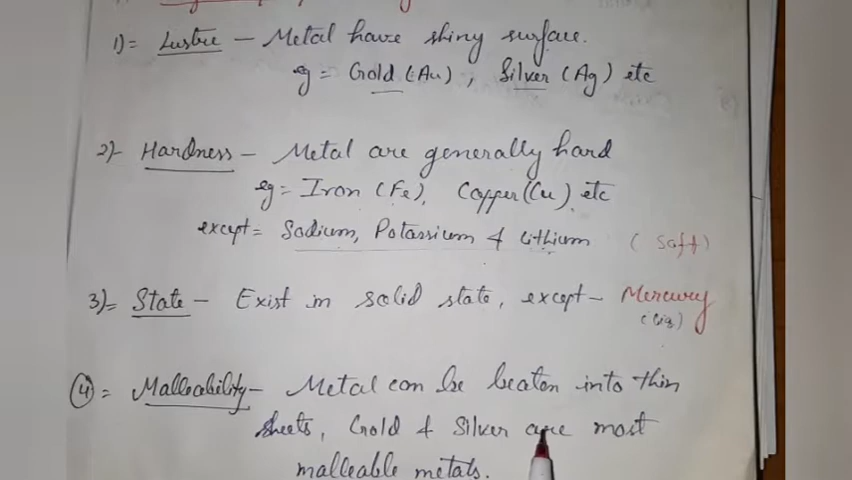 1)= Lustre - Metal have shiny surface.
eg = Gold (Au), Silver (Ag) etc
2)- Hardness - Metal are generally hard
eg = Iron (Fe), Copper (Cu) etc
except = Sodium, Potassium & Lithium (Soft)
3)= State - Exist in solid state, except - Mercury
(liq)
(4) = Malleability - Metal can be beaten into thin
sheets, Gold & Silver are most
malleable metals.